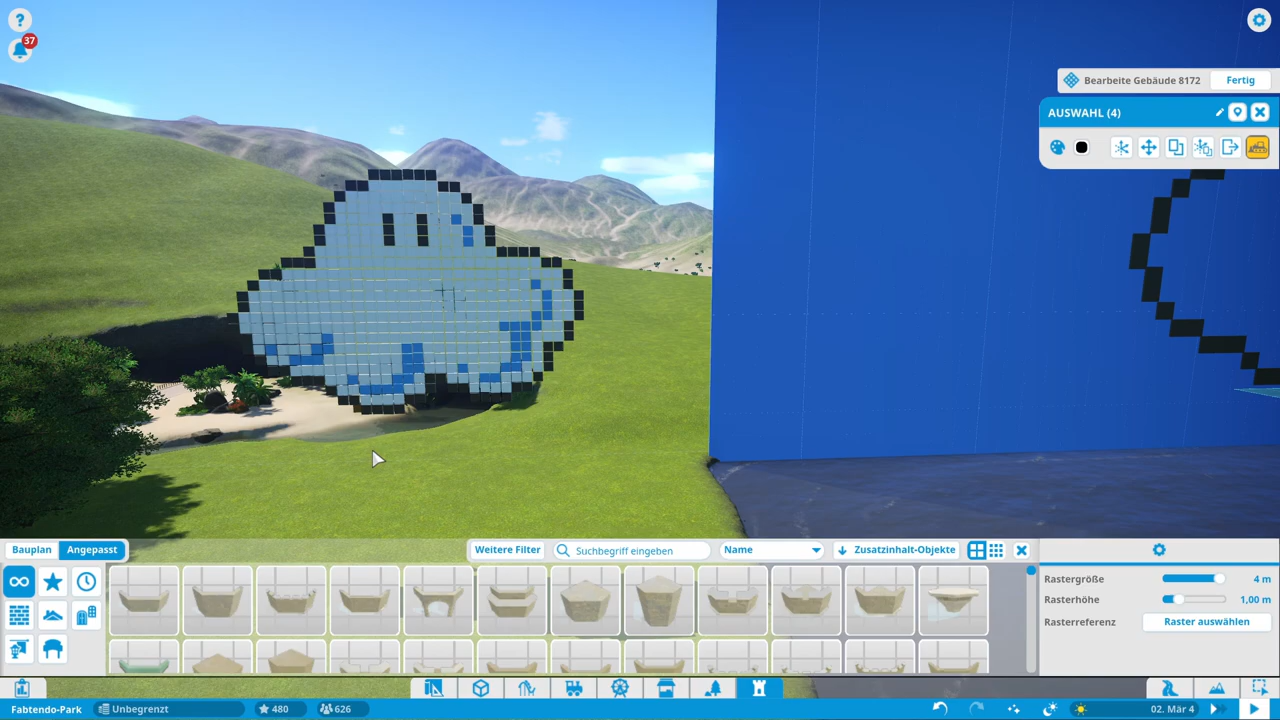 ?
37
Bearbeite Gebäude 8172
Fertig
AUSWAHL (4)
Bauplan
Angepasst
Weitere Filter
Suchbegriff eingeben
Name
Zusatzinhalt-Objekte
Rastergröße
4 m
Rasterhöhe
1,00 m
Rasterreferenz
Raster auswählen
Fabtendo-Park
Unbegrenzt
480
626
02. Mär 4